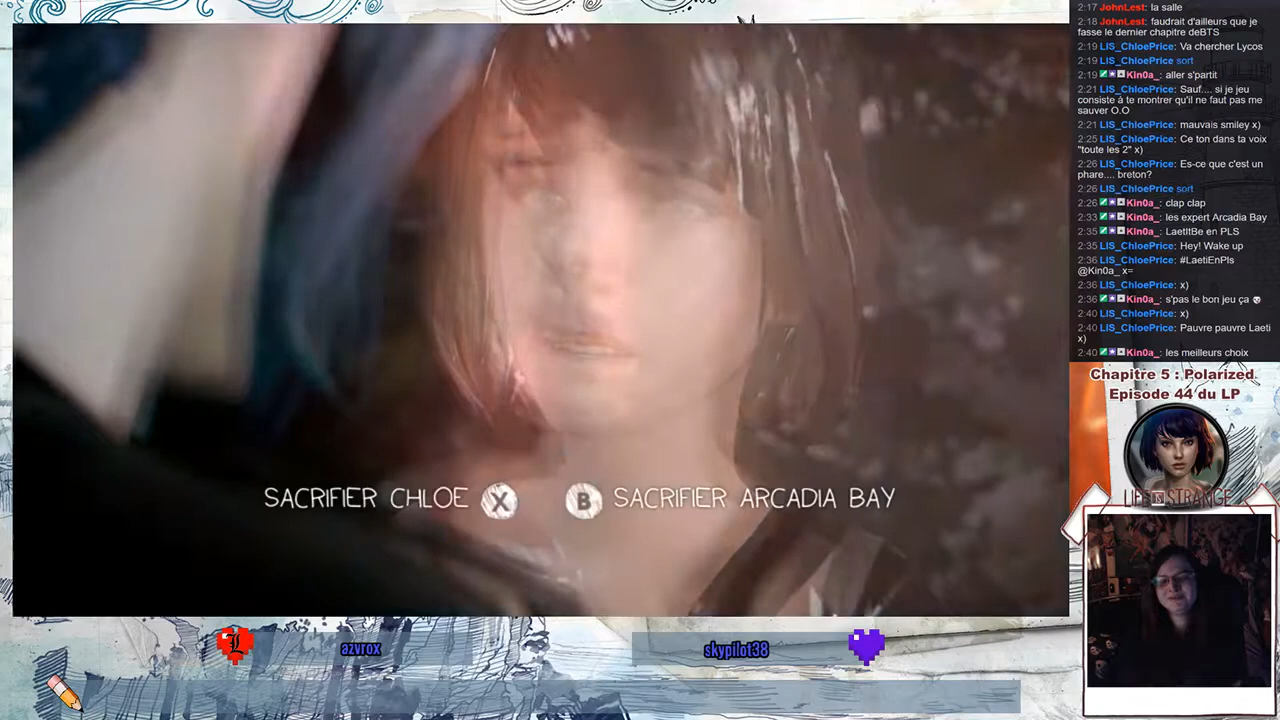 2:17 JohnLest: la salle
2:18 JohnLest: faudrait d'ailleurs que je
fasse le dernier chapitre deBTS
2:19 LIS_ChloePrice: Va chercher Lycos
2:19 LIS_ChloePrice sort
2:19 Kin0a_: aller s'partit
2:21 LIS_ChloePrice: Sauf.... si je jeu
consiste à te montrer qu'il ne faut pas me
sauver O.O
2:21 LIS_ChloePrice: mauvais smiley x)
2:25 LIS_ChloePrice: Ce ton dans ta voix
"toute les 2" x)
2:26 LIS_ChloePrice: Es-ce que c'est un
phare.... breton?
2:26 LIS_ChloePrice sort
2:26 Kin0a_: clap clap
2:33 Kin0a_: les expert Arcadia Bay
2:35 Kin0a_: LaetItBe en PLS
2:35 LIS_ChloePrice: Hey! Wake up
2:36 LIS_ChloePrice: #LaetiEnPls
@Kin0a_ x=
2:36 LIS_ChloePrice: x)
2:36 Kin0a_: s'pas le bon jeu ça
2:40 LIS_ChloePrice: x)
2:40 LIS_ChloePrice: Pauvre pauvre Laeti
x)
2:40 Kin0a_: les meilleurs choix
Chapitre 5 : Polarized
Episode 44 du LP
LIFE IS STRANGE
SACRIFIER CHLOE X B SACRIFIER ARCADIA BAY
L azvrox skypilot38